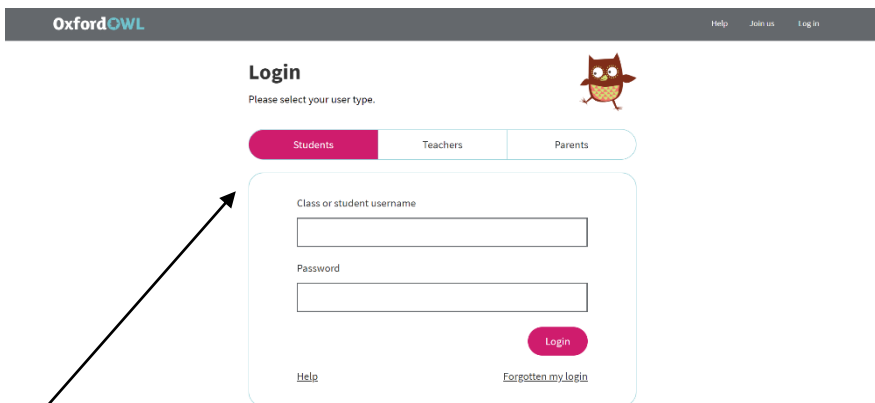 OxfordOWL Help Join us Log in
Login
Please select your user type.
Students Teachers Parents
Class or student username
Password
Login
Help Forgotten my login